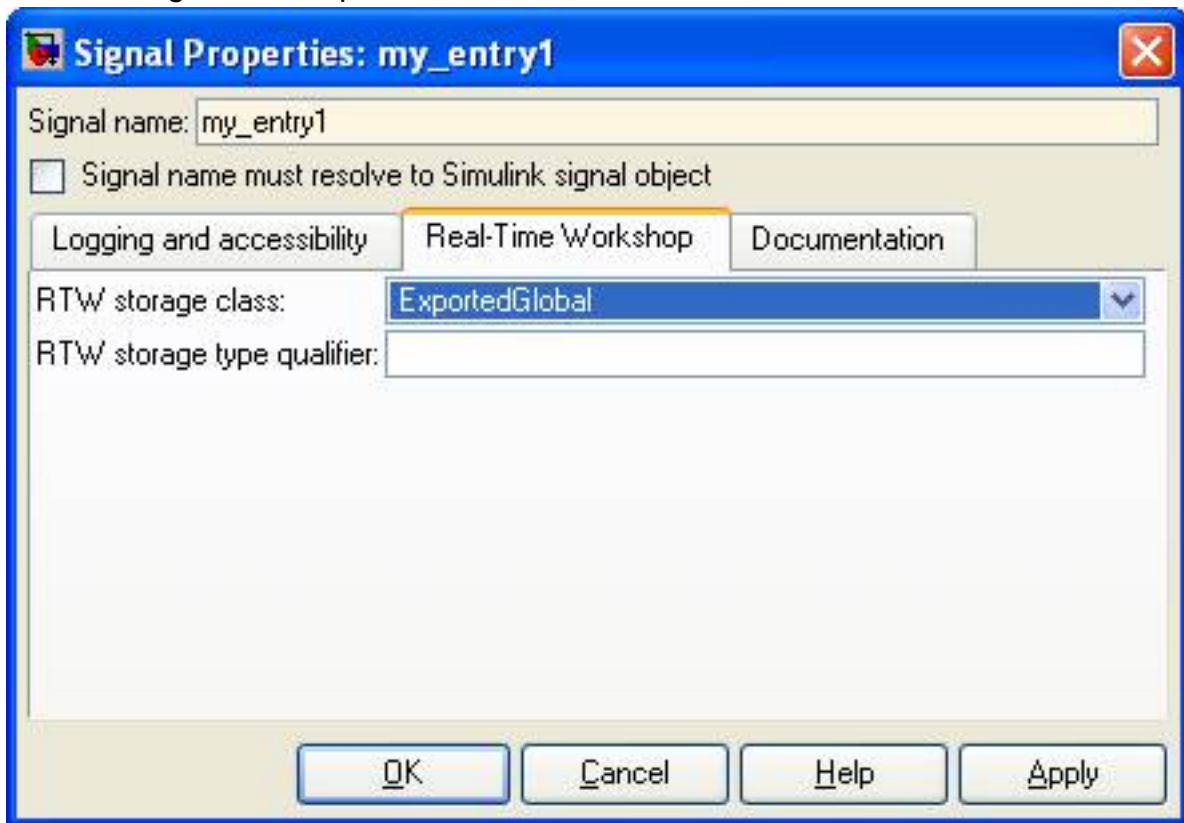 Signal Properties: my_entry1
Signal name: my_entry1
Signal name must resolve to Simulink signal object
Logging and accessibility Real-Time Workshop Documentation
RTW storage class: ExportedGlobal
RTW storage type qualifier:
OK Cancel Help Apply